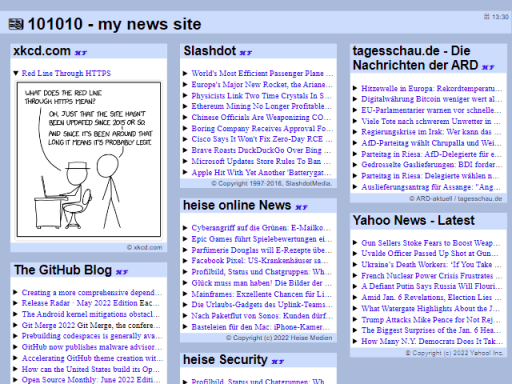 101010 - my news site
13:30
xkcd.com
Red Line Through HTTPS
WHAT DOES THE RED LINE
THROUGH HTTPS MEAN?
OH, JUST THAT THE SITE HASN'T
BEEN UPDATED SINCE 2015 OR SO.
AND SINCE IT'S BEEN AROUND THAT
LONG IT MEANS IT'S PROBABLY LEGIT.
© xkcd.com
The GitHub Blog
Creating a more comprehensive depend...
Release Radar · May 2022 Edition Eac ...
The Android kernel mitigations obstacl...
Git Merge 2022 Git Merge, the confere...
Prebuilding codespaces is generally ava...
GitHub now publishes malware advisor...
Accelerating GitHub theme creation wit...
How can the United States build its Op...
Open Source Monthly: June 2022 Editi...
Slashdot
World's Most Efficient Passenger Plane ...
Europe's Major New Rocket, the Ariane...
Physicists Link Two Time Crystals In S...
Ethereum Mining No Longer Profitable...
Chinese Officials Are Weaponizing CO...
Boring Company Receives Approval Fo...
Cisco Says It Won't Fix Zero-Day RCE ...
Brave Roasts DuckDuckGo Over Bing ...
Microsoft Updates Store Rules To Ban ...
Apple Hit With Yet Another 'Batterygat...
© Copyright 1997-2016, SlashdotMedia.
heise online News
Cyberangriff auf die Grünen: E-Mailko...
Epic Games führt Spielebewertungen ei...
Parfümerie Douglas will E-Rezepte übe...
Facebook Pixel: US-Krankenhäuser sa...
Profilbild, Status und Chatgruppen: Wh...
Glück muss man haben! Die Bilder der ...
Mainframe: Exzellente Chancen für Li...
Die Urlaubs-Gadgets des Uplink-Teams...
Nach Paketflut von Sonos: Kunden dürf...
Basteleien für den Mac: iPhone-Kamer...
Copyright (c) 2022 Heise Medien
heise Security
Profilbild, Status und Chatgruppen: Wh...
tagesschau.de - Die
Nachrichten der ARD
Hitzewelle in Europa: Rekordtemperatu...
Digitalwährung Bitcoin weniger wert al...
EU-Parlamentarier warnen vor schnelle...
Viele Tote nach schwerem Unwetter in ...
Regierungskrise im Irak: Wer kann das ...
AfD-Parteitag wählt Chrupalla und Wei...
Parteitag in Riesa: AfD-Delegierte für e...
Gedrosselte Gaslieferungen: BDI forder...
Parteitag in Riesa: Delegierte wählen n...
Auslieferungsantrag für Assange: "Ang...
© ARD-aktuell / tagesschau.de
Yahoo News - Latest
Gun Sellers Stoke Fears to Boost Weap...
Uvalde Officer Passed Up Shot at Gun...
Ukraine's Death Workers: 'If You Take ...
French Nuclear Power Crisis Frustrates ...
A Defiant Putin Says Russia Will Flouri...
Amid Jan. 6 Revelations, Election Lies ...
What Watergate Highlights About the J...
Trump Attacks Mike Pence for Not Rej...
The Biggest Surprises of the Jan. 6 Hea...
How Many N.Y. Democrats Does It Tak...
Copyright (c) 2022 Yahoo! Inc.